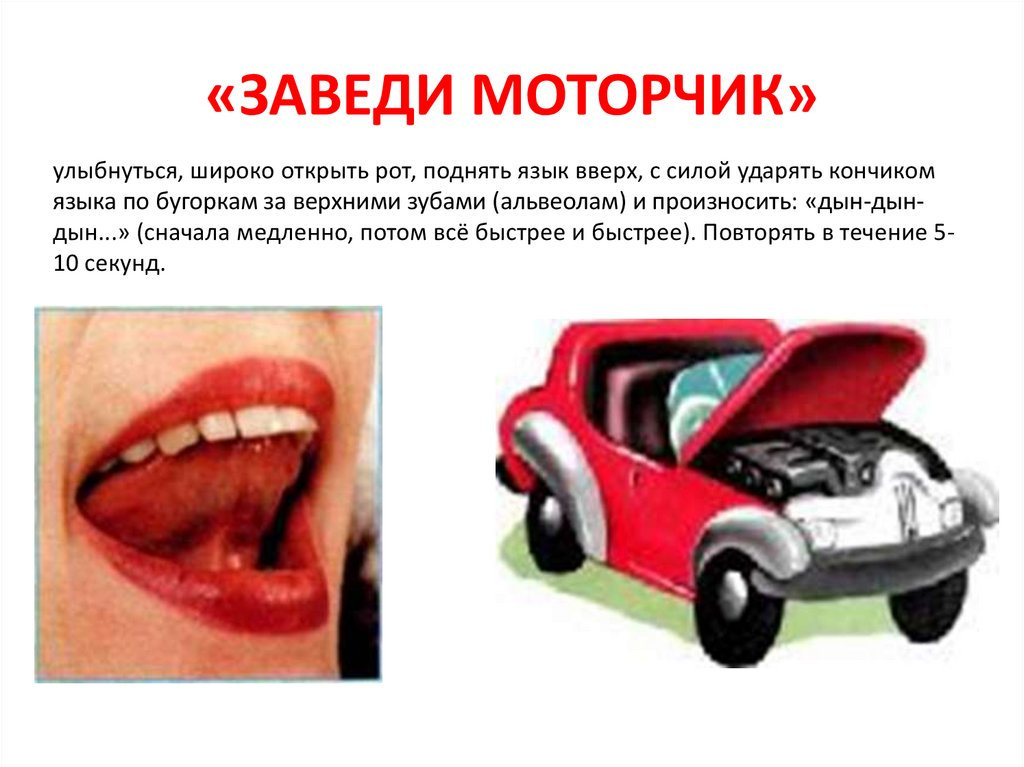 «ЗАВЕДИ МОТОРЧИК»
улыбнуться, широко открыть рот, поднять язык вверх, с силой ударять кончиком
языка по бугоркам за верхними зубами (альвеолам) и произносить: «дын-дын-
дын...» (сначала медленно, потом всё быстрее и быстрее). Повторять в течение 5-
10 секунд.